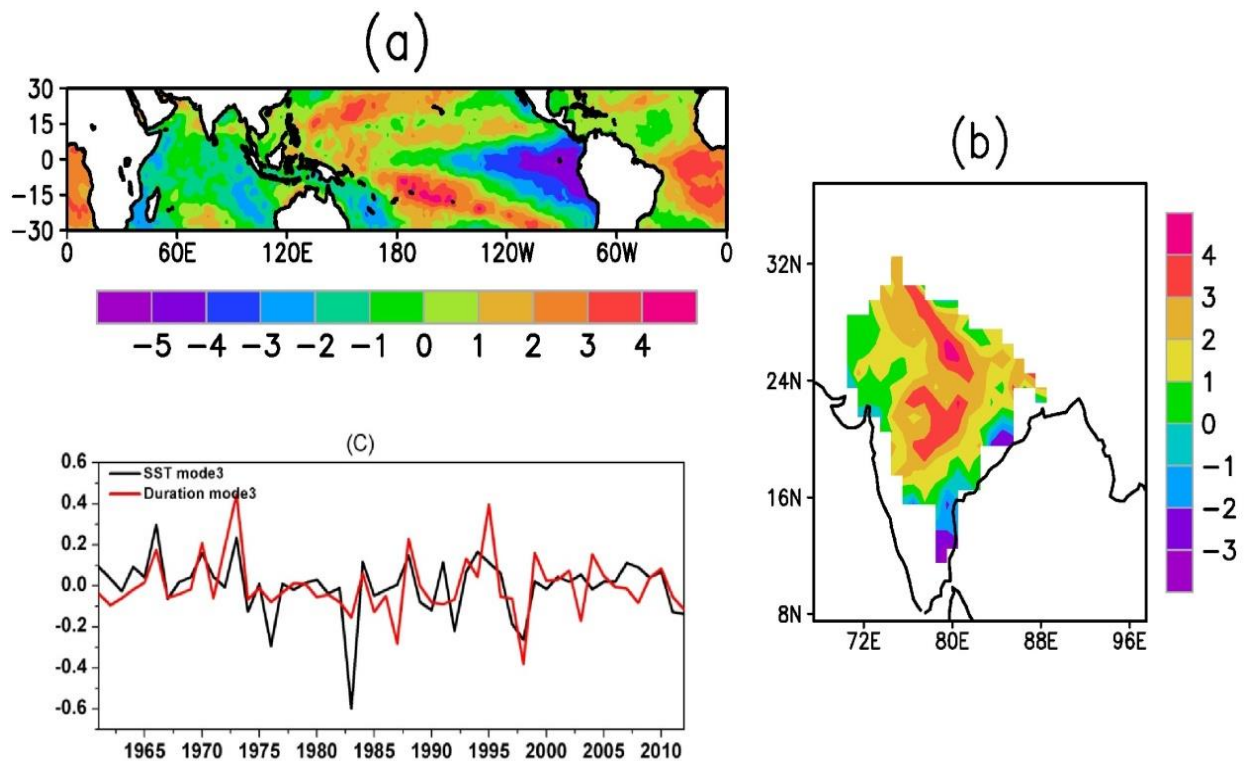 (a)
30
15
0
−15
−30
0 60E 120E 180 120W 60W 0
−5 −4 −3 −2 −1 0 1 2 3 4
(b)
32N
24N
16N
8N
72E 80E 88E 96E
4
3
2
1
0
−1
−2
−3
(C)
SST mode3
Duration mode3
0.6
0.4
0.2
0.0
-0.2
-0.4
-0.6
1965 1970 1975 1980 1985 1990 1995 2000 2005 2010